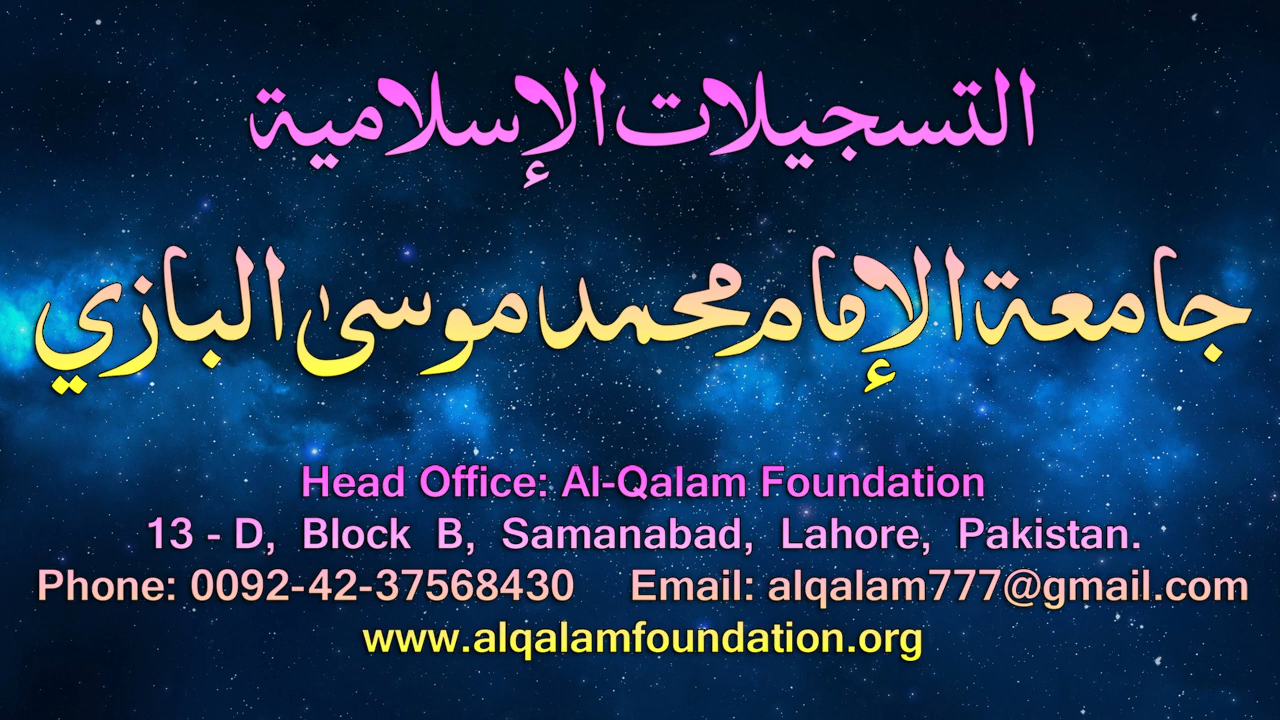 التسجيلات الإسلامية
جامعة الإمام محمد موسىٰ البازي
Head Office: Al-Qalam Foundation
13 - D, Block B, Samanabad, Lahore, Pakistan.
Phone: 0092-42-37568430 Email: alqalam777@gmail.com
www.alqalamfoundation.org